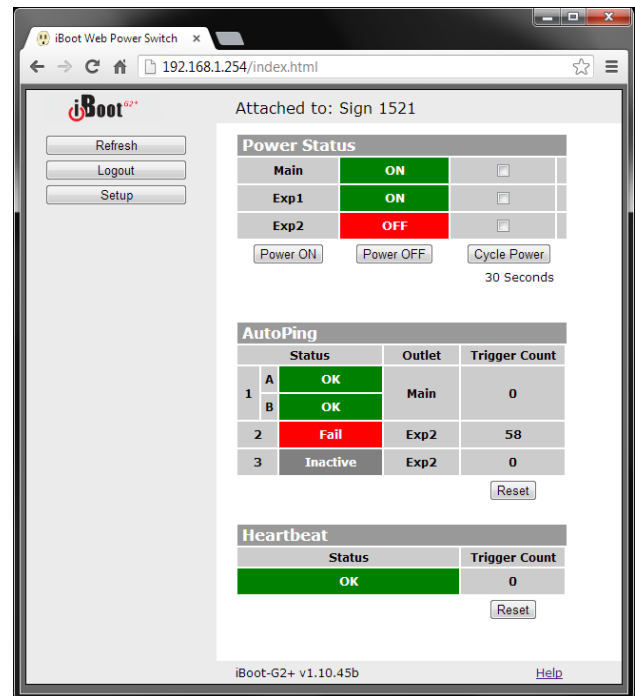 iBoot Web Power Switch
192.168.1.254/index.html
iBoot G2+
Attached to: Sign 1521
Refresh
Logout
Setup
Power Status
Main ON
Exp1 ON
Exp2 OFF
Power ON Power OFF Cycle Power
30 Seconds
AutoPing
Status Outlet Trigger Count
1 A OK Main 0
B OK
2 Fail Exp2 58
3 Inactive Exp2 0
Reset
Heartbeat
Status Trigger Count
OK 0
Reset
iBoot-G2+ v1.10.45b Help